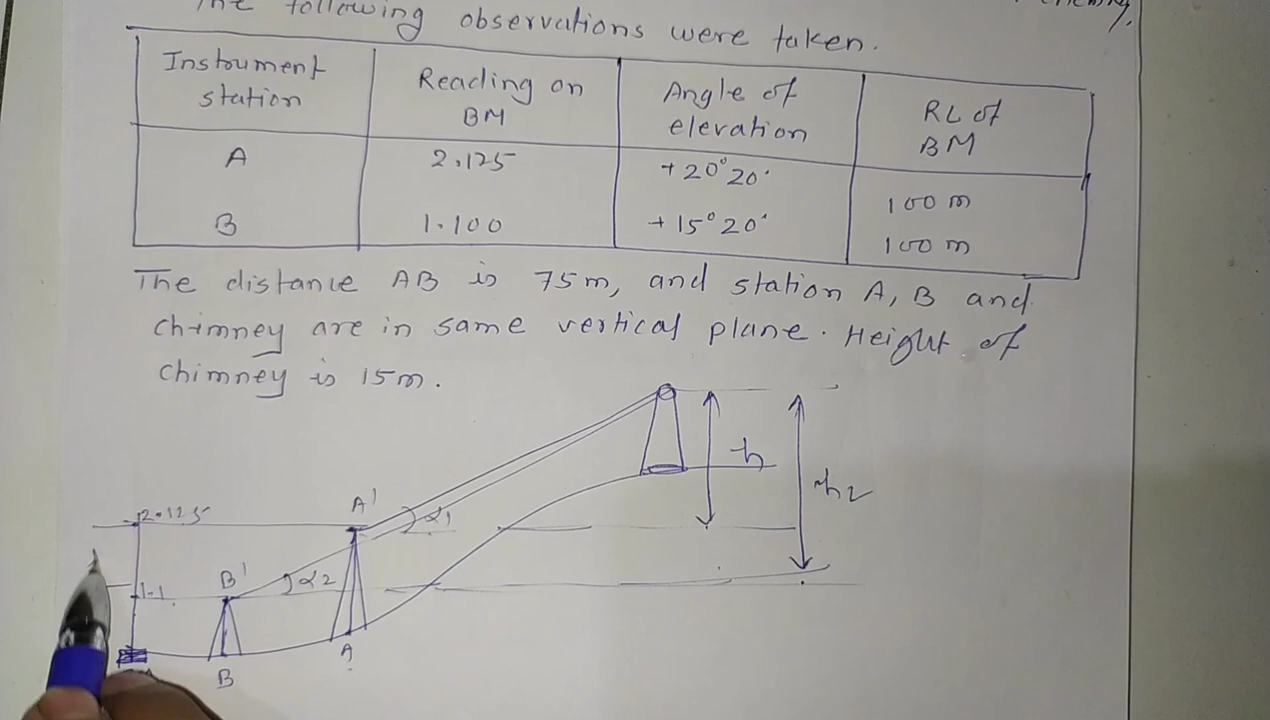 The following
observations were taken.
Instrument station
Reading on BM
Angle of elevation
RL of BM
A 2.125 +20°20' 100 m
B 1.100 +15°20' 100 m
The distance AB is 75m, and station A, B and
chimney are in same vertical plane. Height of
chimney is 15m.
h
h2
A'
2.125
α1
B'
α2
1.1
A
B